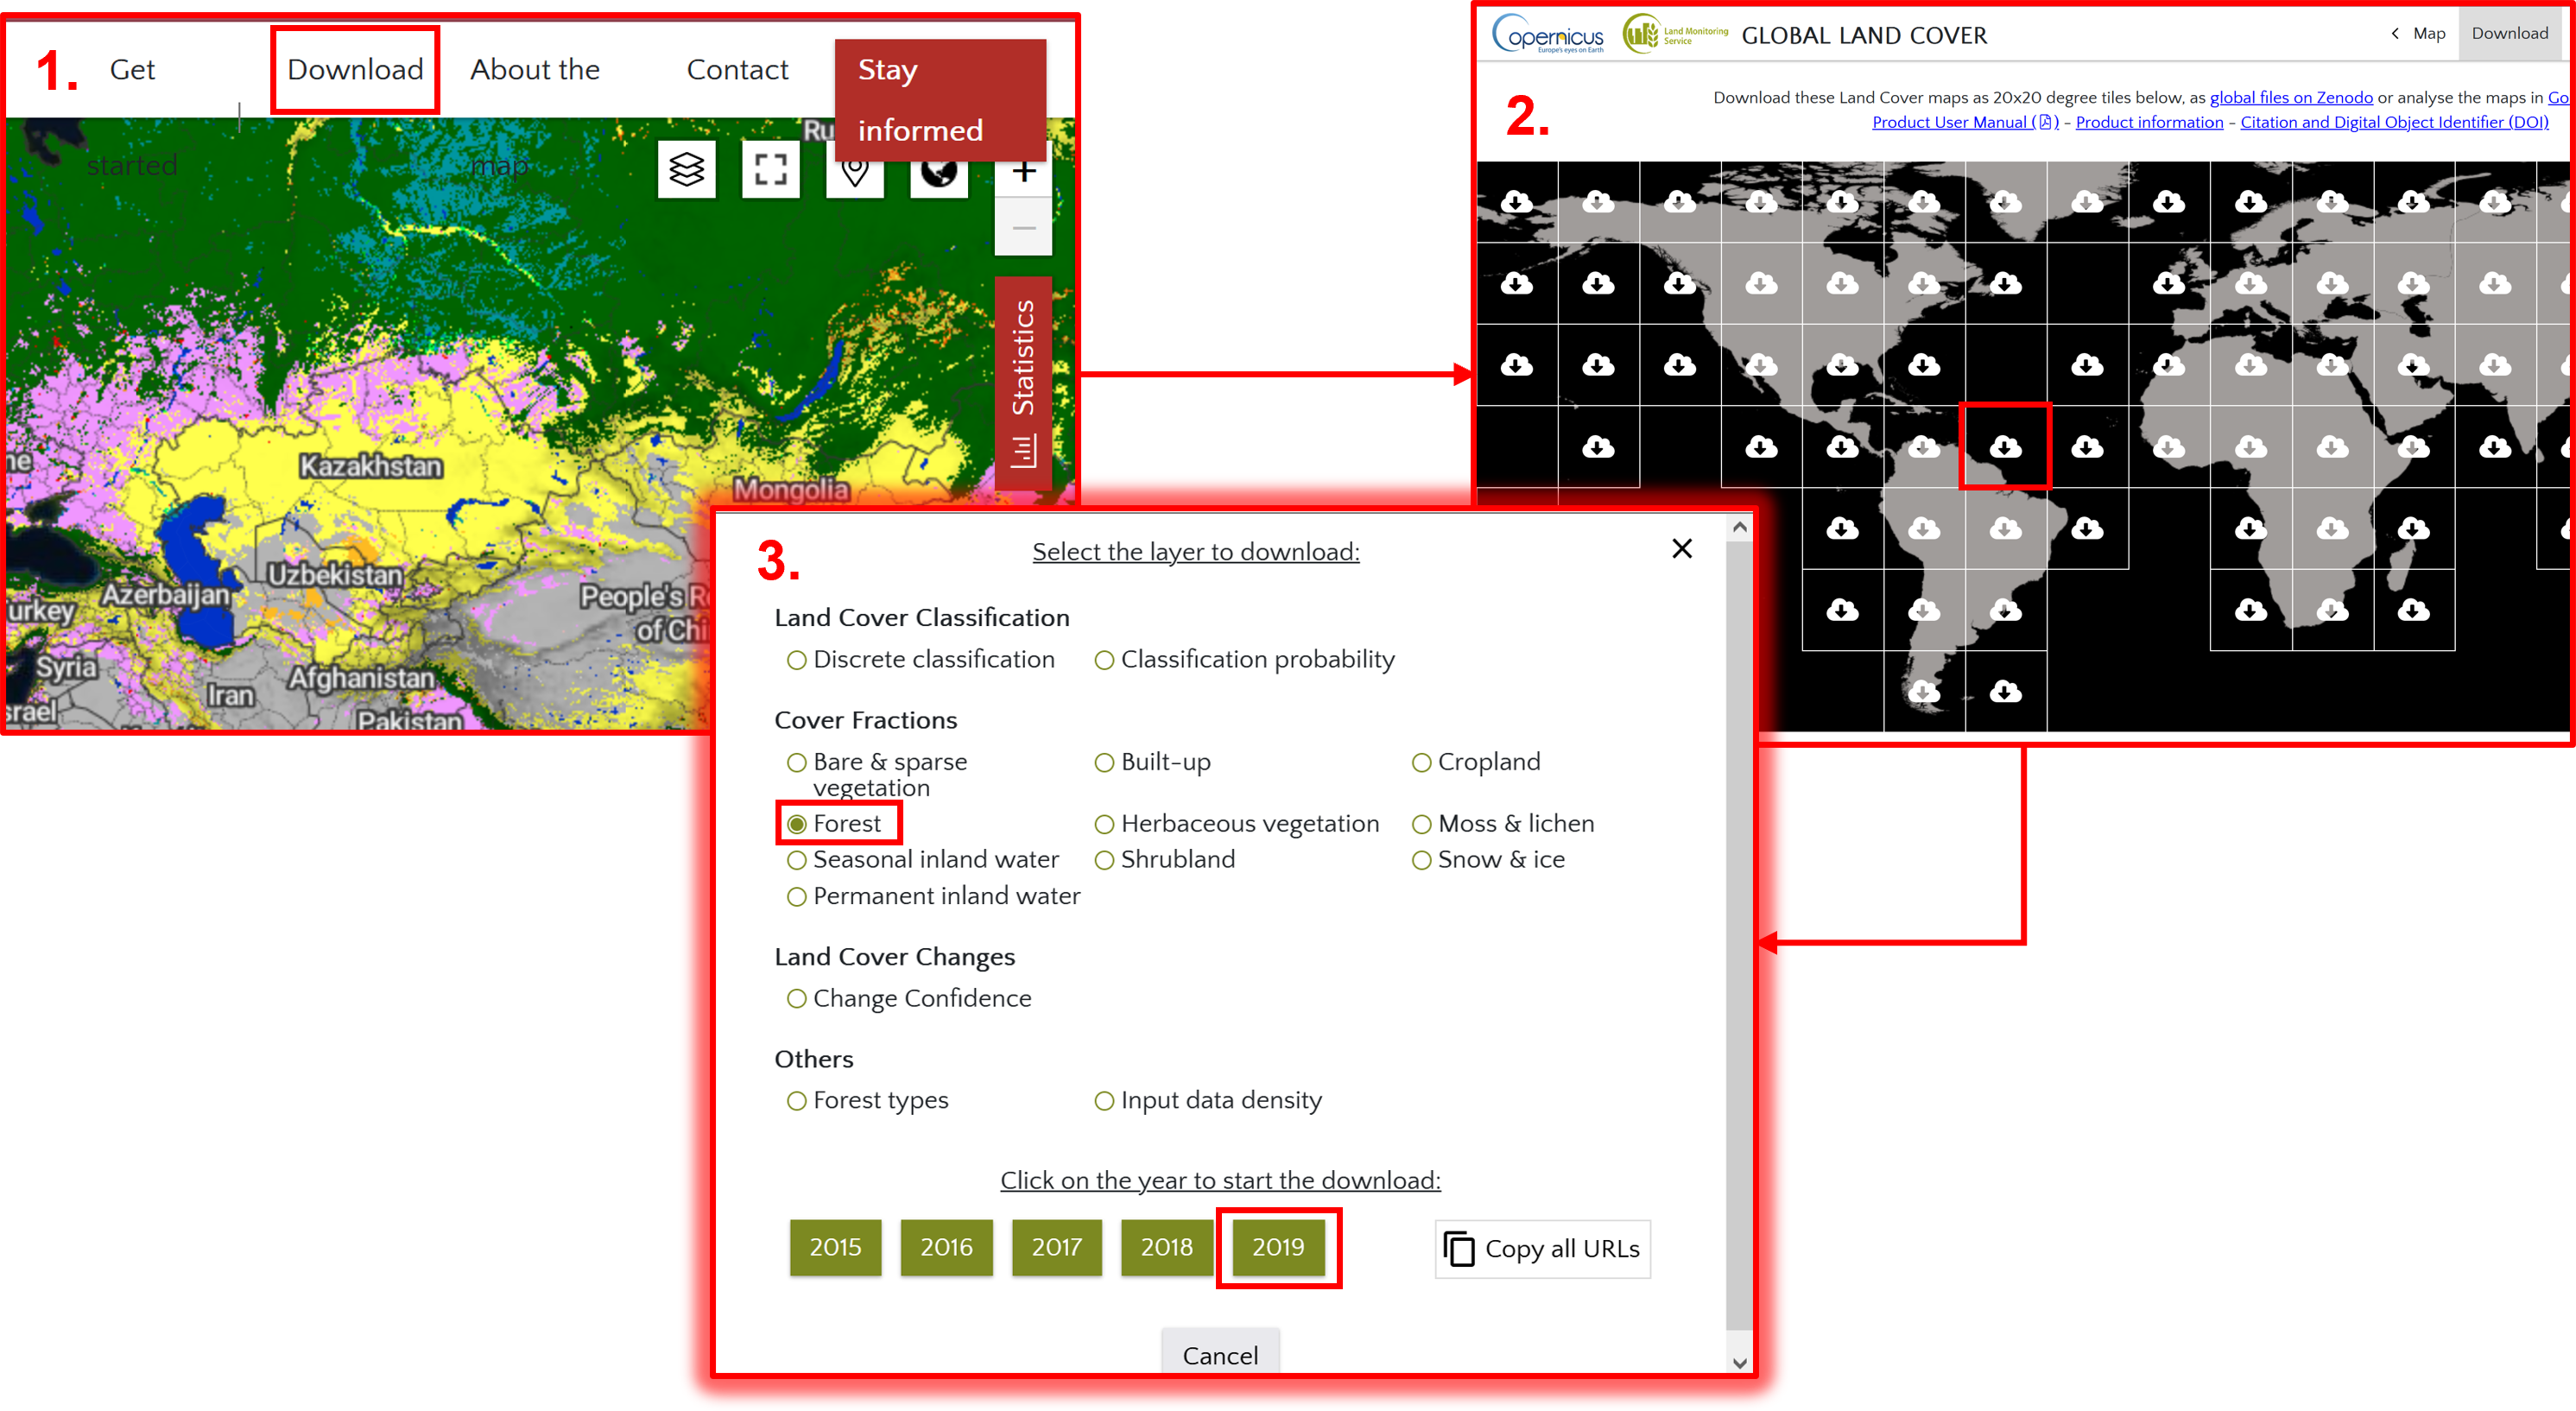 1.
Get started
Download
About the map
Contact
Stay informed
Ru
Statistics
ne
Kazakhstan
Mongolia
Uzbekistan
Azerbaijan
urkey
People's R
of Chi
Syria
Afghanistan
Iran
srael
Pakistan
opernicus
Europe's eyes on Earth
Land Monitoring
Service
GLOBAL LAND COVER
Map
Download
2.
Download these Land Cover maps as 20x20 degree tiles below, as global files on Zenodo or analyse the maps in Go
Product User Manual ( ) - Product information - Citation and Digital Object Identifier (DOI)
3.
Select the layer to download:
Land Cover Classification
Discrete classification
Classification probability
Cover Fractions
Bare & sparse vegetation
Built-up
Cropland
Forest
Herbaceous vegetation
Moss & lichen
Seasonal inland water
Shrubland
Snow & ice
Permanent inland water
Land Cover Changes
Change Confidence
Others
Forest types
Input data density
Click on the year to start the download:
2015
2016
2017
2018
2019
Copy all URLs
Cancel